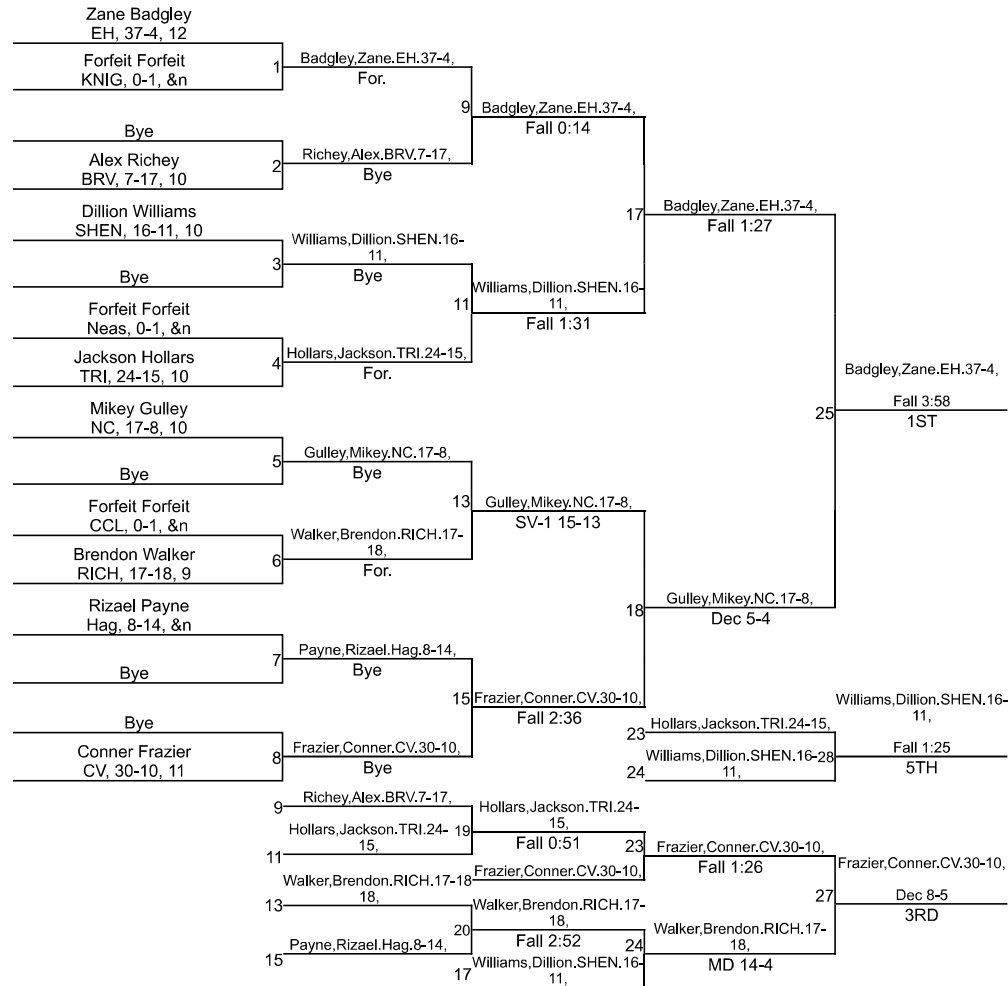 Zane Badgley
EH, 37-4, 12
Forfeit Forfeit
KNIG, 0-1, &n
1
Badgley,Zane.EH.37-4,
For.
9
Badgley,Zane.EH.37-4,
Fall 0:14
Bye
Alex Richey
BRV, 7-17, 10
2
Richey,Alex.BRV.7-17,
Bye
17
Badgley,Zane.EH.37-4,
Fall 1:27
Dillion Williams
SHEN, 16-11, 10
Bye
3
Williams,Dillion.SHEN.16-
11,
Bye
11
Williams,Dillion.SHEN.16-
11,
Fall 1:31
Forfeit Forfeit
Neas, 0-1, &n
Jackson Hollars
TRI, 24-15, 10
4
Hollars,Jackson.TRI.24-15,
For.
25
Badgley,Zane.EH.37-4,
Fall 3:58
1ST
Mikey Gulley
NC, 17-8, 10
Bye
5
Gulley,Mikey.NC.17-8,
Bye
13
Gulley,Mikey.NC.17-8,
SV-1 15-13
Forfeit Forfeit
CCL, 0-1, &n
Brendon Walker
RICH, 17-18, 9
6
Walker,Brendon.RICH.17-
18,
For.
18
Gulley,Mikey.NC.17-8,
Dec 5-4
Rizael Payne
Hag, 8-14, &n
Bye
7
Payne,Rizael.Hag.8-14,
Bye
15
Frazier,Conner.CV.30-10,
Fall 2:36
Bye
Conner Frazier
CV, 30-10, 11
8
Frazier,Conner.CV.30-10,
Bye
23
Hollars,Jackson.TRI.24-15,
24
Williams,Dillion.SHEN.16-
11,
28
Williams,Dillion.SHEN.16-
11,
Fall 1:25
5TH
9
Richey,Alex.BRV.7-17,
11
Hollars,Jackson.TRI.24-
15,
19
Hollars,Jackson.TRI.24-
15,
Fall 0:51
18
Frazier,Conner.CV.30-10,
23
Frazier,Conner.CV.30-10,
Fall 1:26
13
Walker,Brendon.RICH.17-
18,
15
Payne,Rizael.Hag.8-14,
20
Walker,Brendon.RICH.17-
18,
Fall 2:52
17
Williams,Dillion.SHEN.16-
11,
24
Walker,Brendon.RICH.17-
18,
MD 14-4
27
Frazier,Conner.CV.30-10,
Dec 8-5
3RD